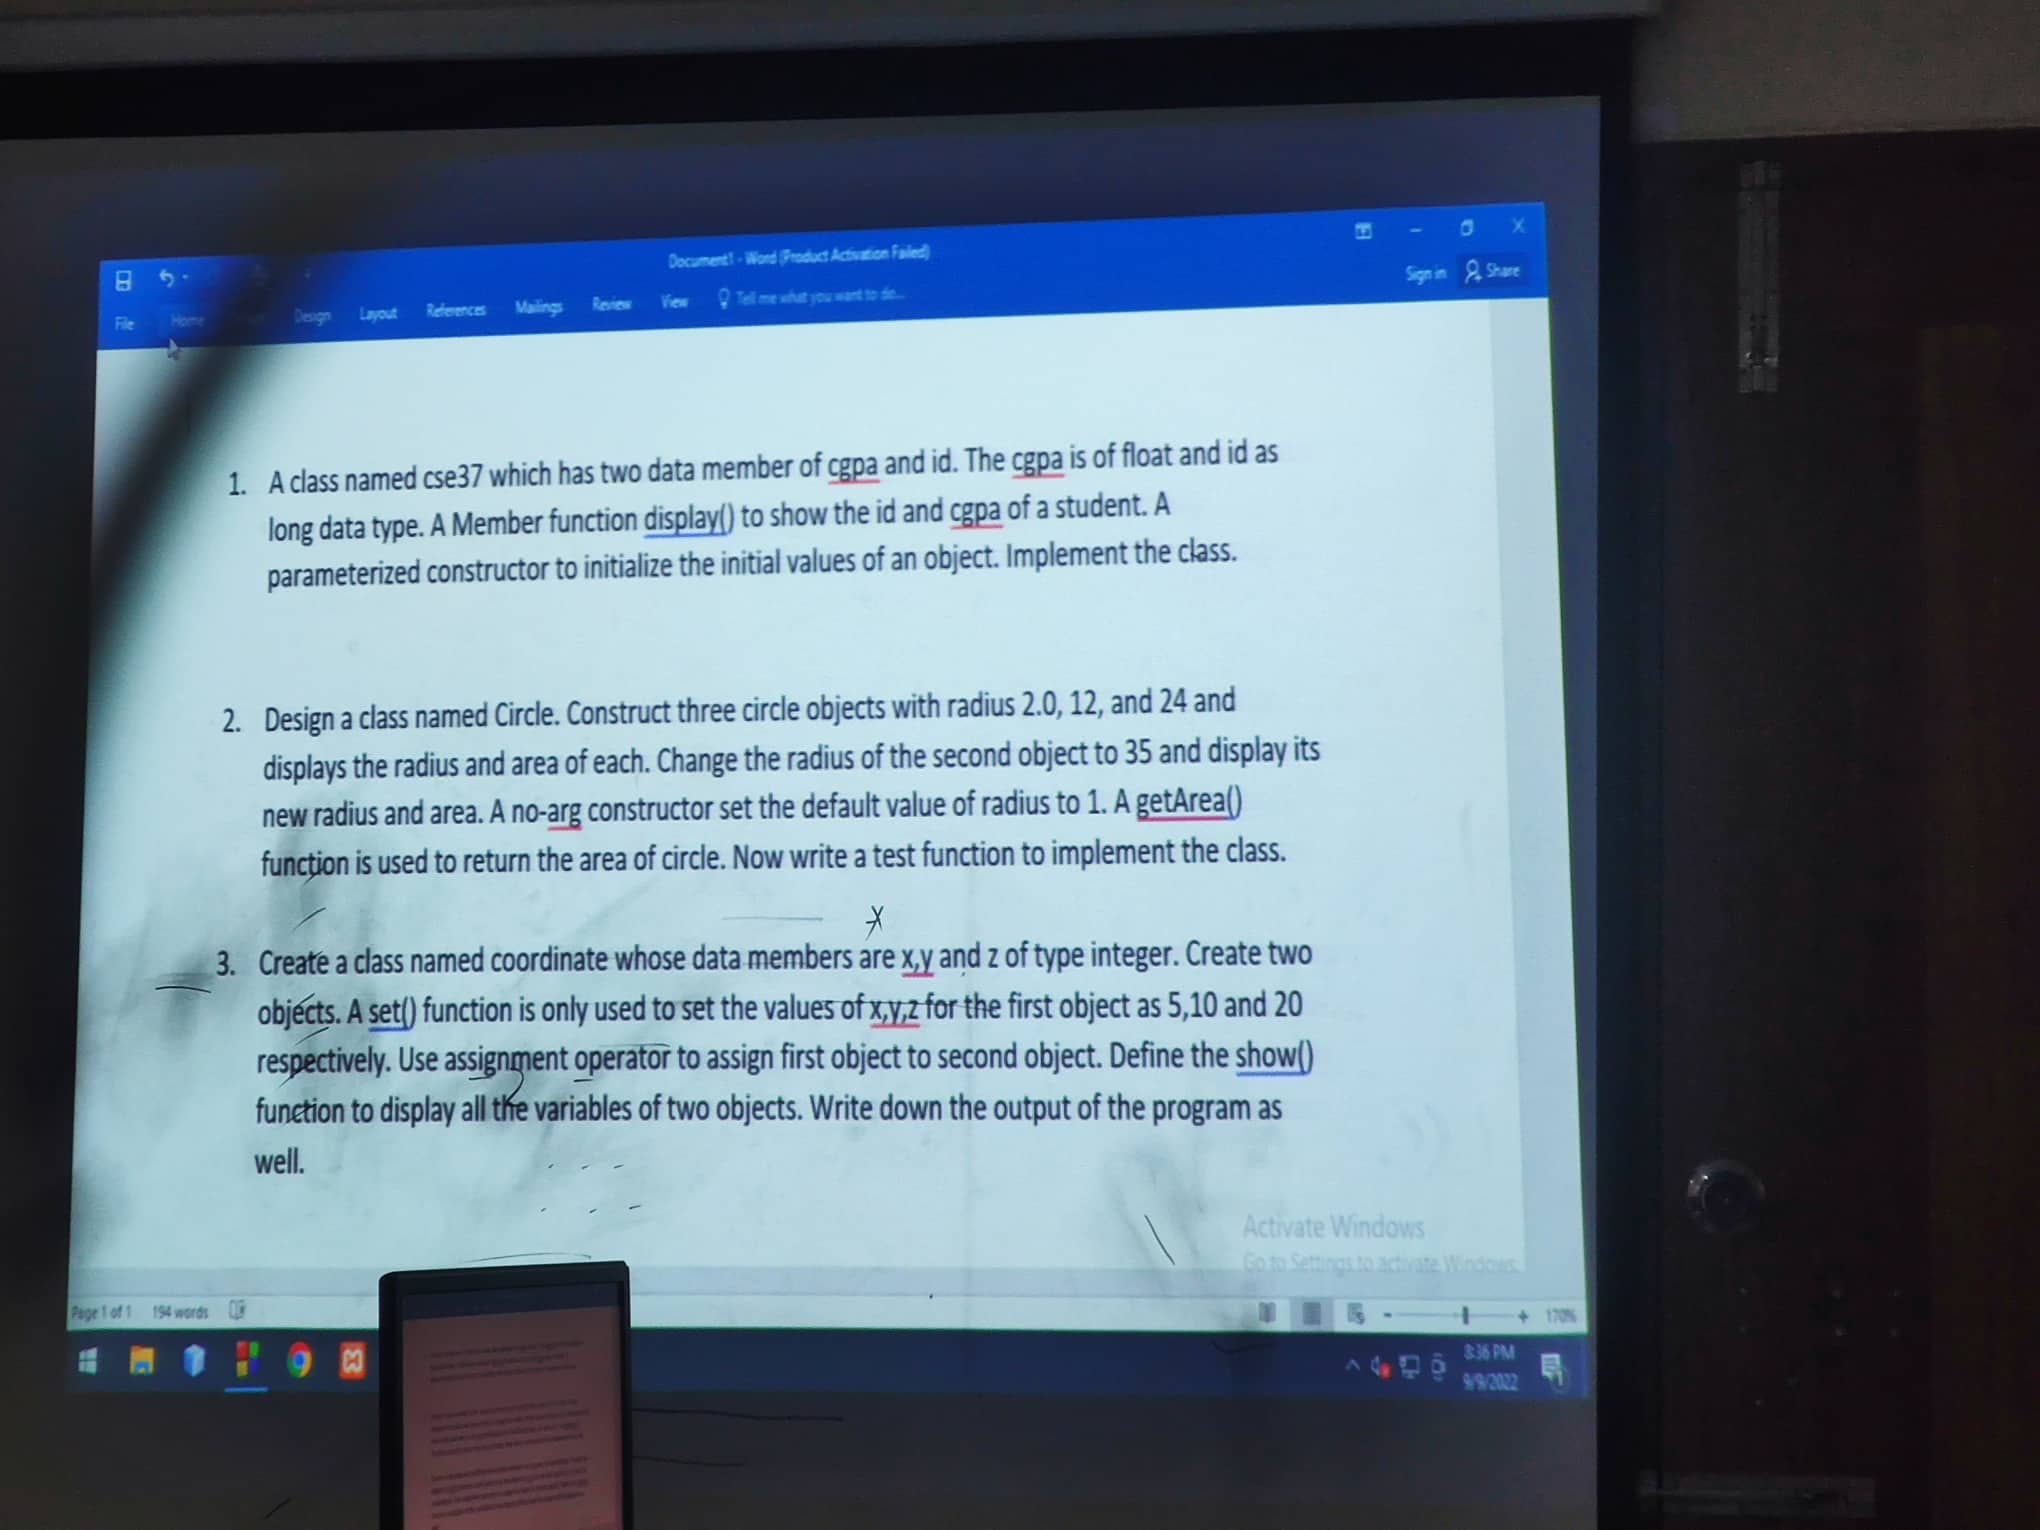 Document1 - Word (Product Activation Failed)
File Home Design Layout References Mailings Review View Tell me what you want to do... Sign in Share
1. A class named cse37 which has two data member of cgpa and id. The cgpa is of float and id as
long data type. A Member function display() to show the id and cgpa of a student. A
parameterized constructor to initialize the initial values of an object. Implement the class.
2. Design a class named Circle. Construct three circle objects with radius 2.0, 12, and 24 and
displays the radius and area of each. Change the radius of the second object to 35 and display its
new radius and area. A no-arg constructor set the default value of radius to 1. A getArea()
function is used to return the area of circle. Now write a test function to implement the class.
3. Create a class named coordinate whose data members are x,y and z of type integer. Create two
objects. A set() function is only used to set the values of x,y,z for the first object as 5,10 and 20
respectively. Use assignment operator to assign first object to second object. Define the show()
function to display all the variables of two objects. Write down the output of the program as
well.
Activate Windows
Go to Settings to activate Windows.
Page 1 of 1 194 words 170%
8:36 PM
9/9/2022